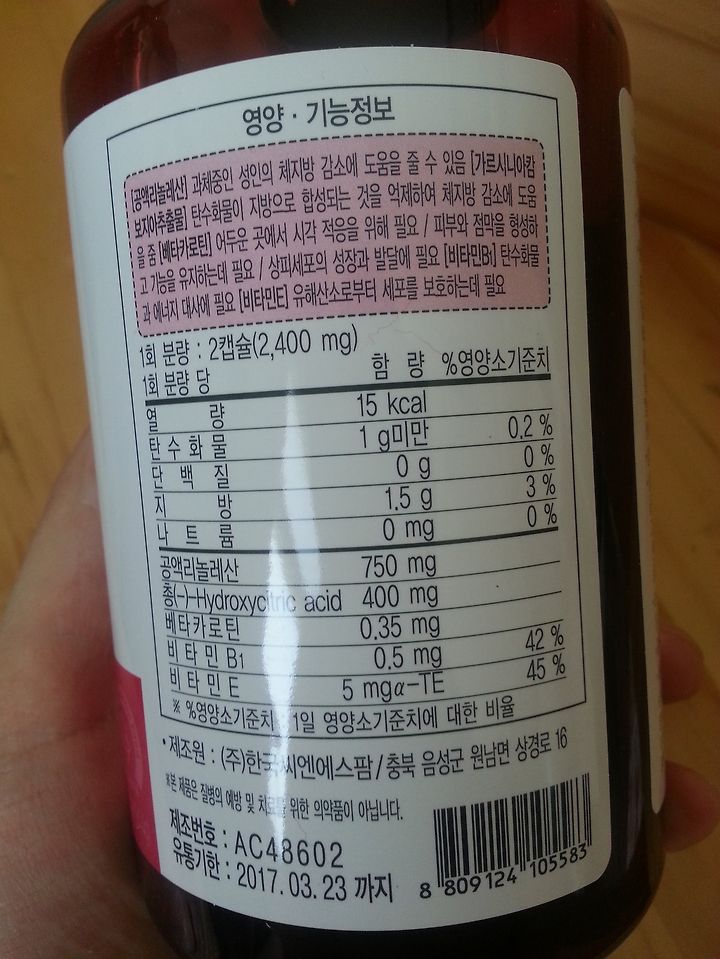 영양 · 기능정보
[공액리놀레산] 과체중인 성인의 체지방 감소에 도움을 줄 수 있음 [가르시니아캄
보지아추출물] 탄수화물이 지방으로 합성되는 것을 억제하여 체지방 감소에 도움
을 줌 [베타카로틴] 어두운 곳에서 시각 적응을 위해 필요 / 피부와 점막을 형성하
고 기능을 유지하는데 필요 / 상피세포의 성장과 발달에 필요 [비타민B1] 탄수화물
과 에너지 대사에 필요 [비타민E] 유해산소로부터 세포를 보호하는데 필요
1회 분량 : 2캡슐(2,400 mg)
1회 분량 당 함 량 %영양소기준치
열 량 15 kcal
탄 수 화 물 1 g미만 0.2 %
단 백 질 0 g 0 %
지 방 1.5 g 3 %
나 트 륨 0 mg 0 %
공액리놀레산 750 mg
총(-)-Hydroxycitric acid 400 mg
베타카로틴 0.35 mg
비 타 민 B1 0.5 mg 42 %
비 타 민 E 5 mgα-TE 45 %
※ %영양소기준치 : 1일 영양소기준치에 대한 비율
• 제조원 : (주)한국씨엔에스팜 / 충북 음성군 원남면 상경로 16
※본 제품은 질병의 예방 및 치료를 위한 의약품이 아닙니다.
제조번호 : AC48602
유통기한 : 2017. 03. 23 까지
8 809124 105583